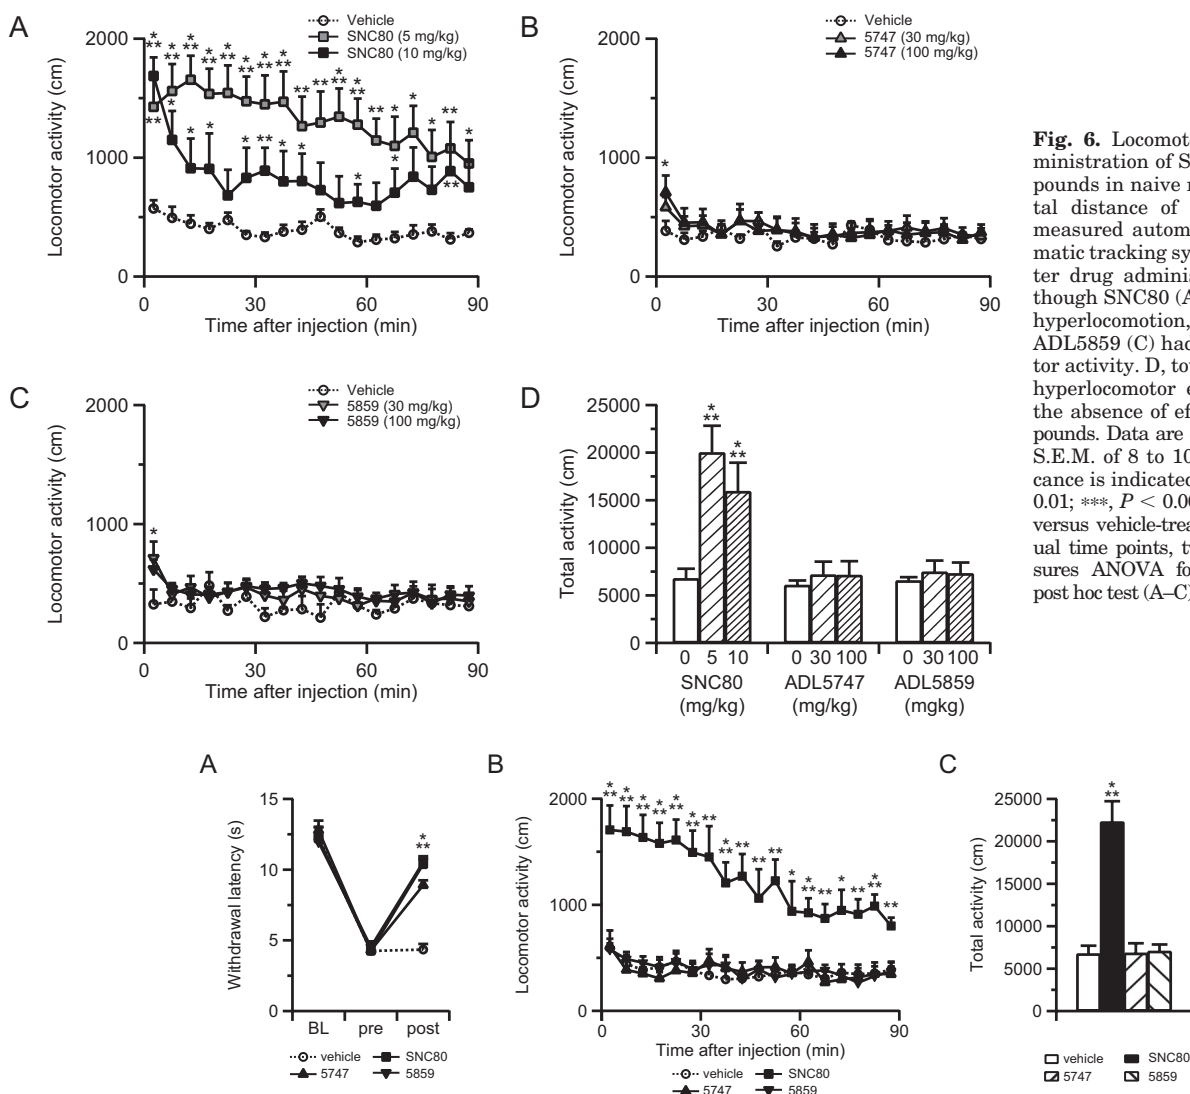 A
Vehicle
SNC80 (5 mg/kg)
SNC80 (10 mg/kg)
2000
1000
0
Locomotor activity (cm)
0 30 60 90
Time after injection (min)
B
Vehicle
5747 (30 mg/kg)
5747 (100 mg/kg)
2000
1000
0
Locomotor activity (cm)
0 30 60 90
Time after injection (min)
C
Vehicle
5859 (30 mg/kg)
5859 (100 mg/kg)
2000
1000
0
Locomotor activity (cm)
0 30 60 90
Time after injection (min)
D
25000
20000
15000
10000
5000
0
Total activity (cm)
0 5 10 0 30 100 0 30 100
SNC80 ADL5747 ADL5859
(mg/kg) (mg/kg) (mgkg)
Fig. 6. Locomot
ministration of S
pounds in naive r
tal distance of
measured autom
matic tracking sy
ter drug adminis
though SNC80 (A
hyperlocomotion,
ADL5859 (C) had
tor activity. D, tot
hyperlocomotor e
the absence of ef
pounds. Data are
S.E.M. of 8 to 10
cance is indicated
0.01; ***, P < 0.00
versus vehicle-trea
ual time points, tw
sures ANOVA fo
post hoc test (A–C)
A
15
10
5
0
Withdrawal latency (s)
BL pre post
vehicle SNC80
5747 5859
B
2000
1000
0
Locomotor activity (cm)
0 30 60 90
Time after injection (min)
vehicle SNC80
5747 5859
C
25000
20000
15000
10000
5000
0
Total activity (cm)
vehicle SNC80
5747 5859